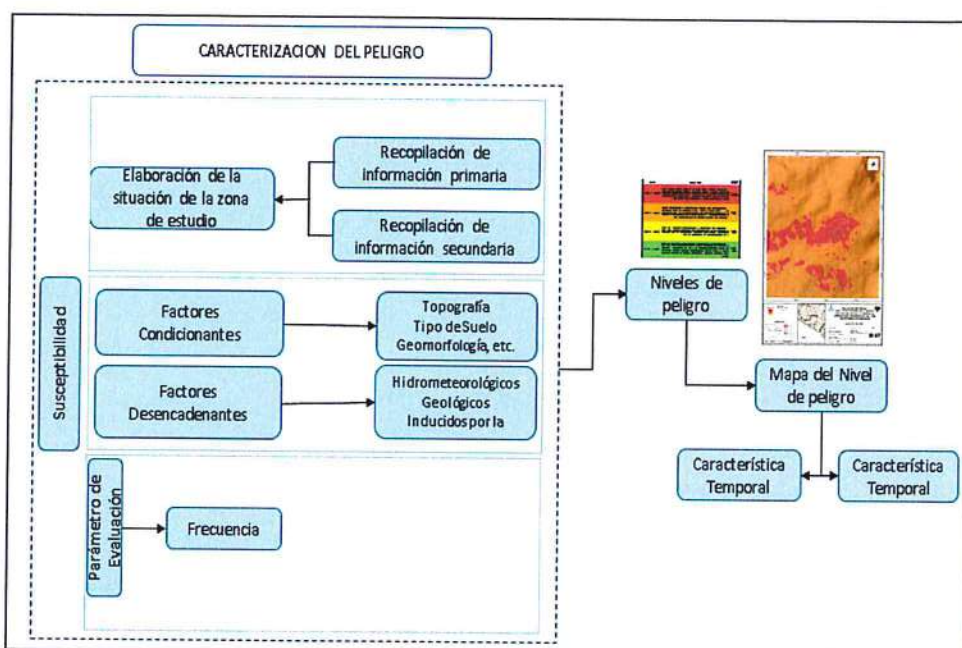 CARACTERIZACION DEL PELIGRO
Elaboración de la
situación de la zona
de estudio
Recopilación de
información primaria
Recopilación de
información secundaria
Susceptibilidad
Factores
Condicionantes
Topografía
Tipo de Suelo
Geomorfología, etc.
Factores
Desencadenantes
Hidrometeorológicos
Geológicos
Inducidos por la
Parámetro de
Evaluación
Frecuencia
Niveles de
peligro
Mapa del Nivel
de peligro
Característica
Temporal
Característica
Temporal